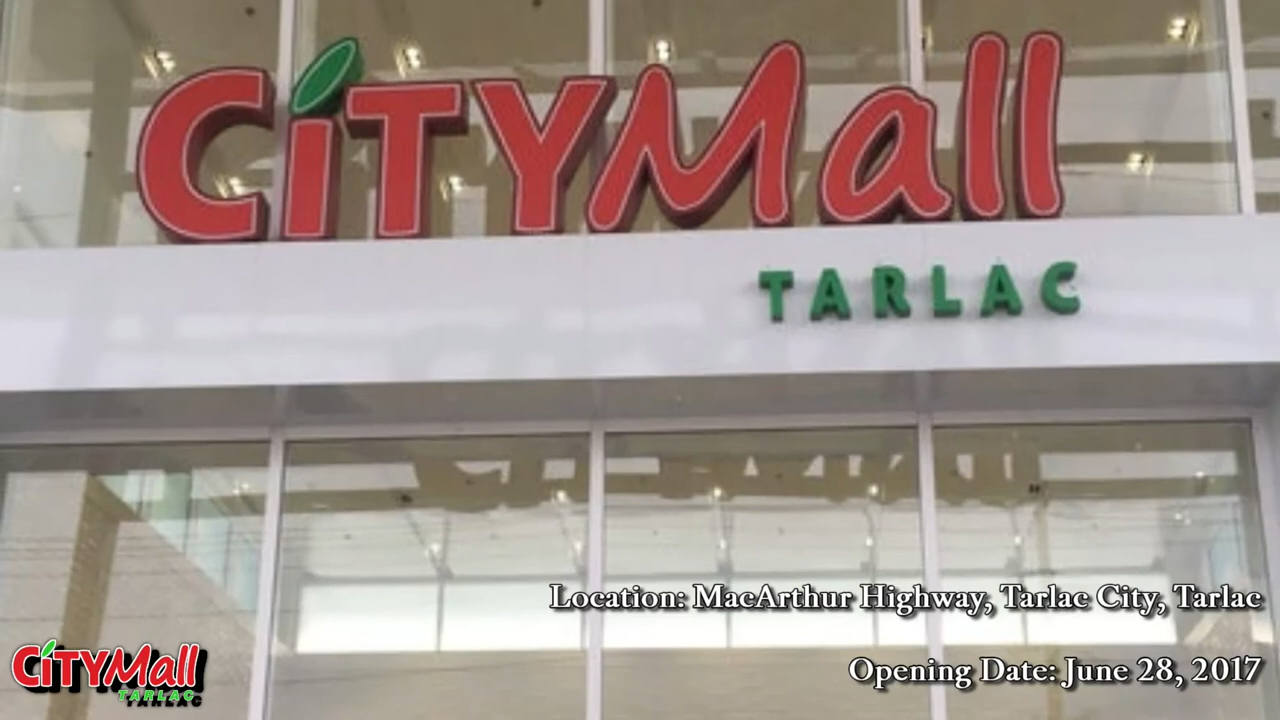 CiTYMall
TARLAC
Location: MacArthur Highway, Tarlac City, Tarlac
Opening Date: June 28, 2017
CiTYMall
TARLAC